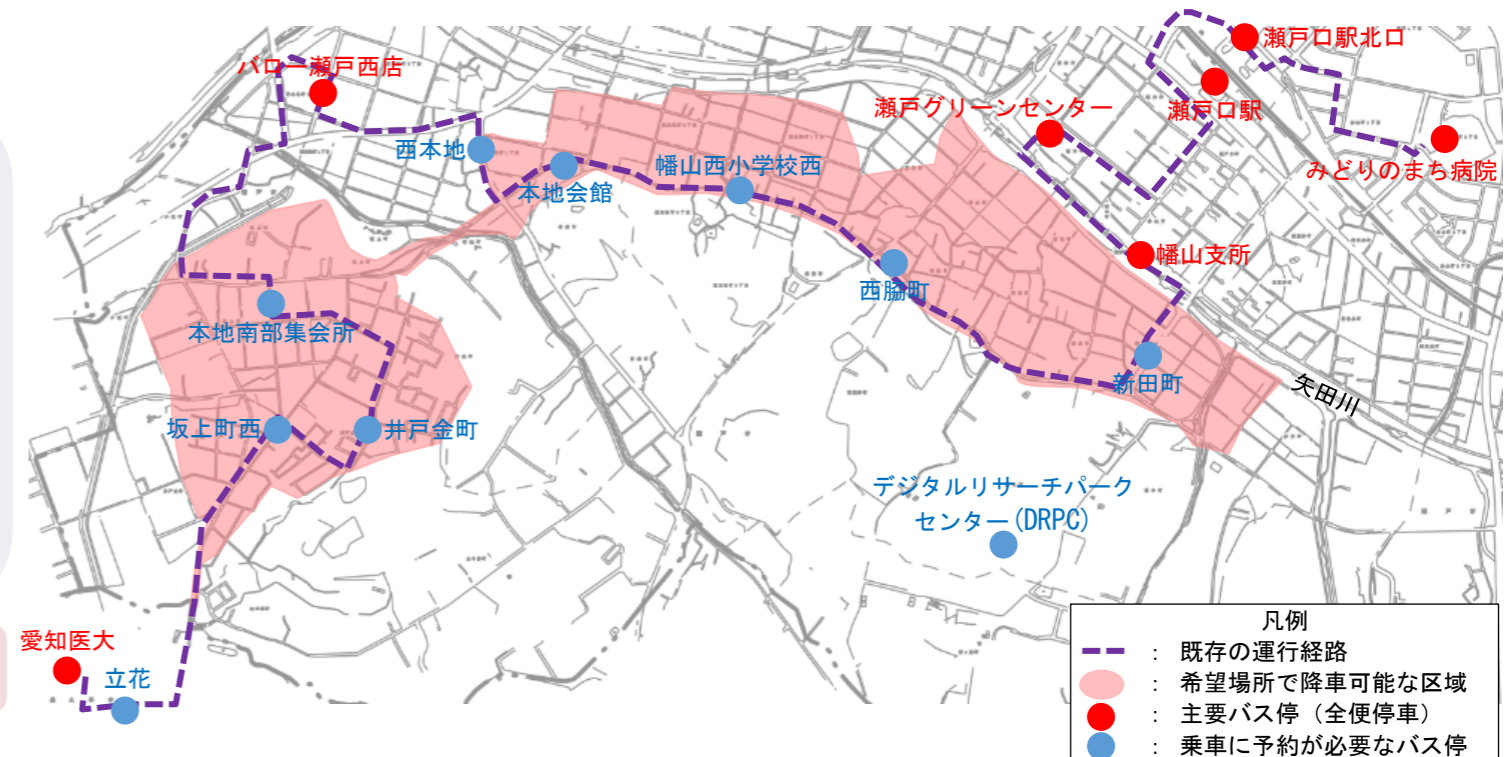 瀬戸口駅北口
バロー瀬戸西店
瀬戸口駅
瀬戸グリーンセンター
みどりのまち病院
西本地
本地会館
幡山西小学校西
幡山支所
西脇町
本地南部集会所
新田町
矢田川
坂上町西
井戸金町
デジタルリサーチパーク
センター(DRPC)
愛知医大
立花
凡例
： 既存の運行経路
： 希望場所で降車可能な区域
： 主要バス停（全便停車）
： 乗車に予約が必要なバス停